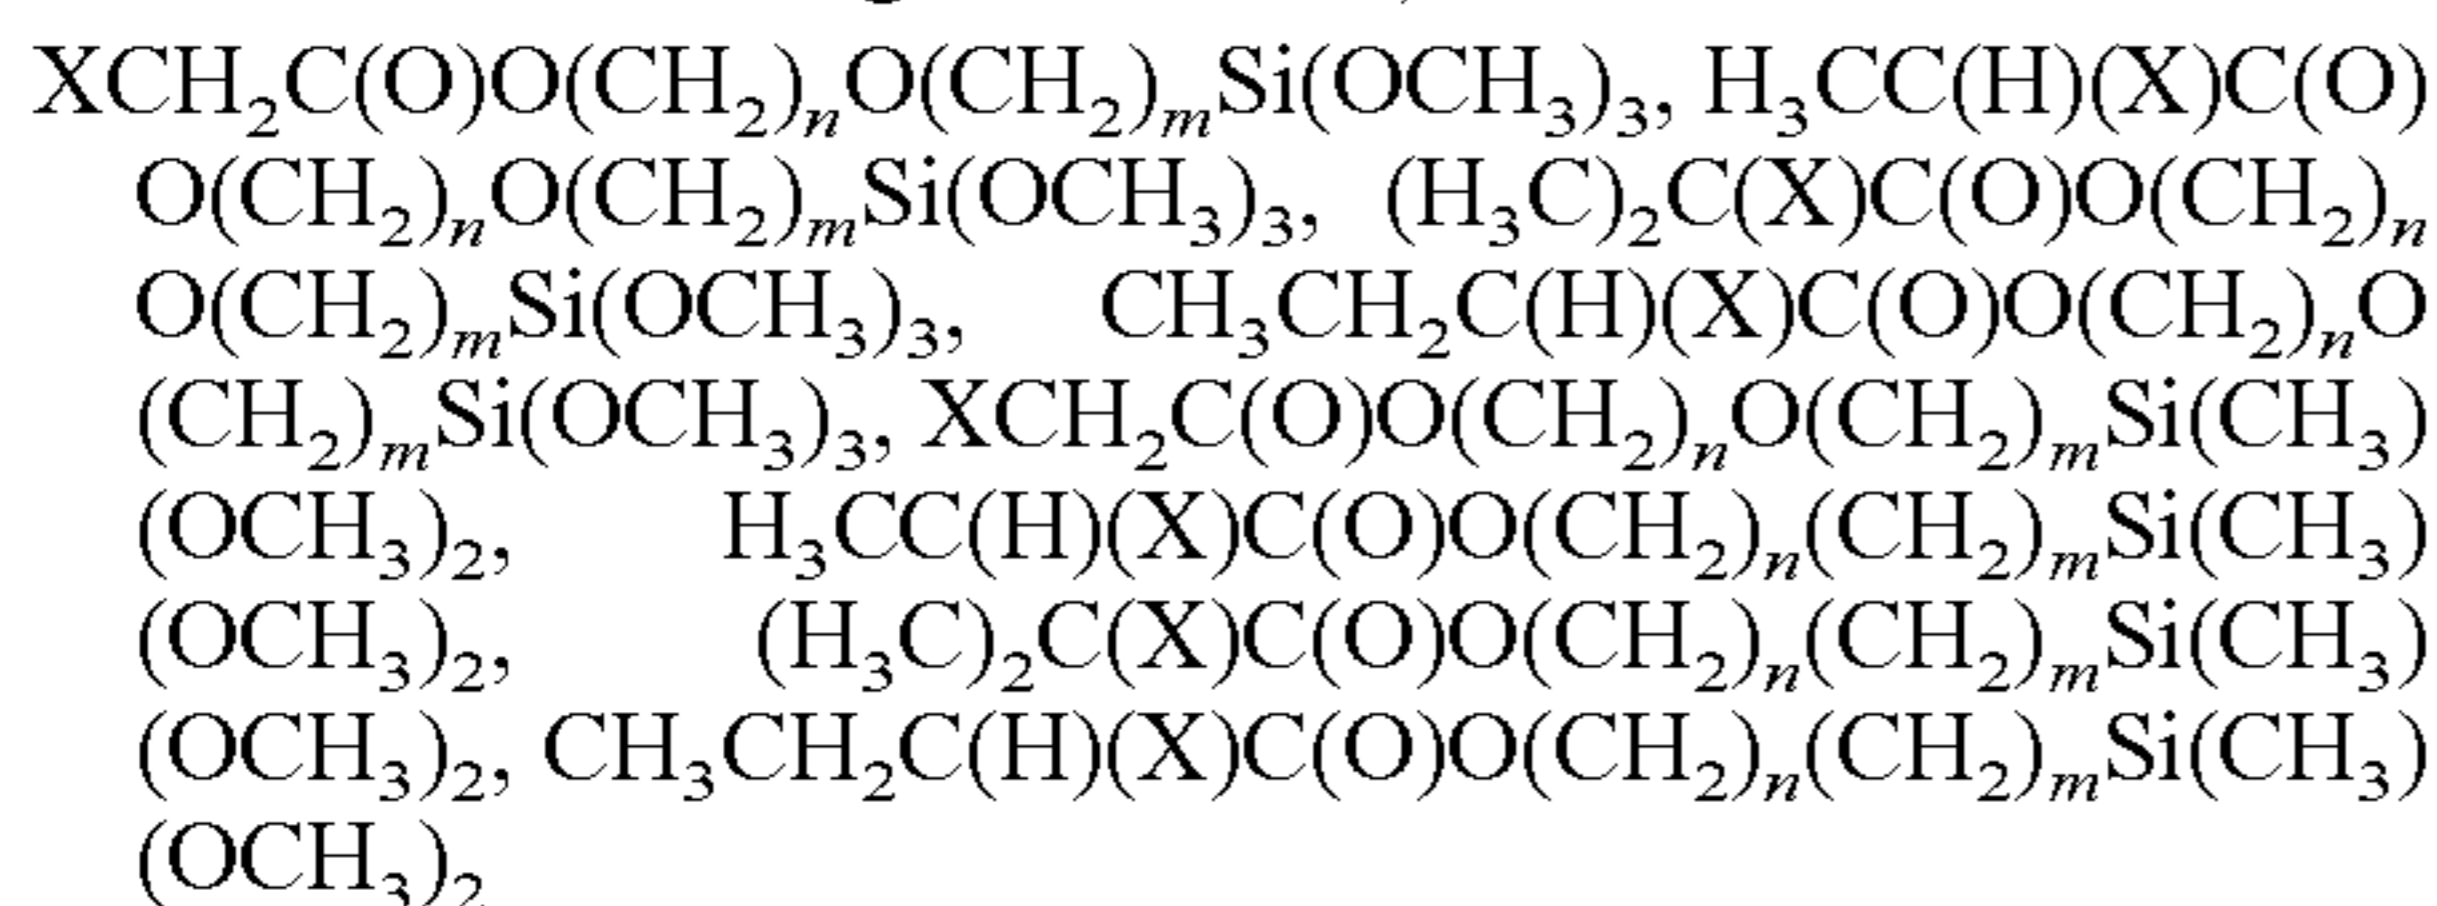 XCH₂C(O)O(CH₂)ₙO(CH₂)ₘSi(OCH₃)₃, H₃CC(H)(X)C(O)
O(CH₂)ₙO(CH₂)ₘSi(OCH₃)₃, (H₃C)₂C(X)C(O)O(CH₂)ₙ
O(CH₂)ₘSi(OCH₃)₃, CH₃CH₂C(H)(X)C(O)O(CH₂)ₙO
(CH₂)ₘSi(OCH₃)₃, XCH₂C(O)O(CH₂)ₙO(CH₂)ₘSi(CH₃)
(OCH₃)₂, H₃CC(H)(X)C(O)O(CH₂)ₙ(CH₂)ₘSi(CH₃)
(OCH₃)₂, (H₃C)₂C(X)C(O)O(CH₂)ₙ(CH₂)ₘSi(CH₃)
(OCH₃)₂, CH₃CH₂C(H)(X)C(O)O(CH₂)ₙ(CH₂)ₘSi(CH₃)
(OCH₃)₂